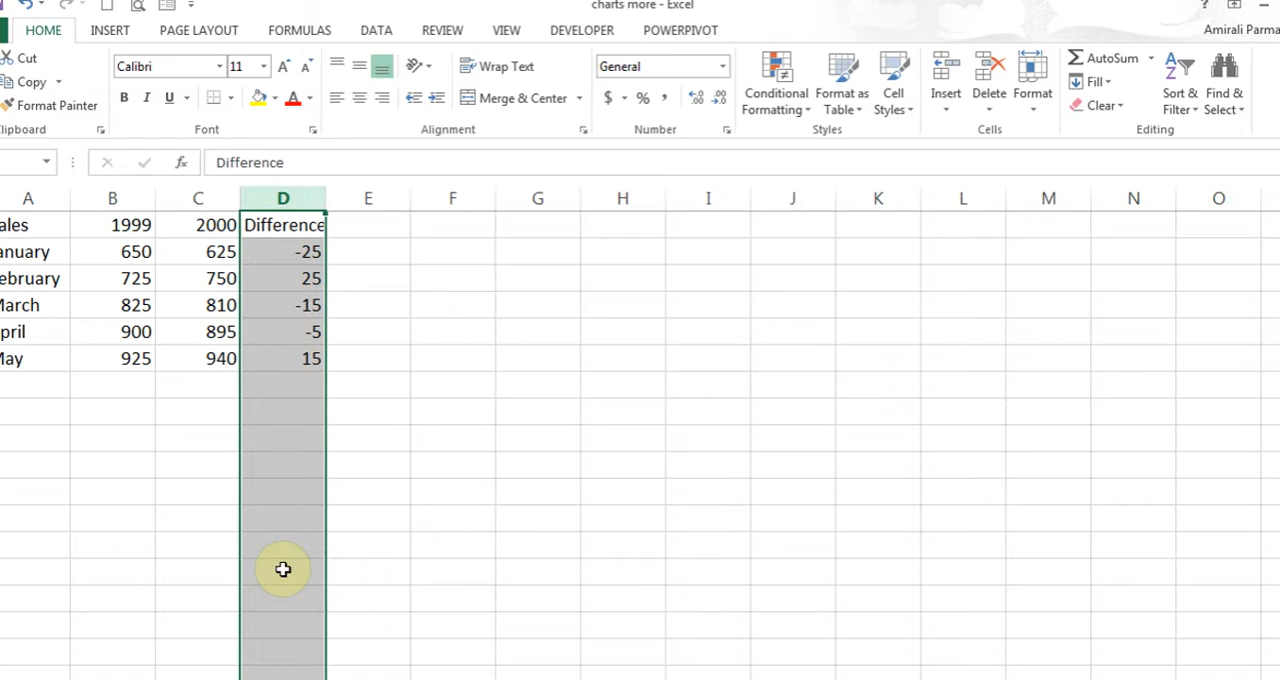 charts more - Excel
?
HOME INSERT PAGE LAYOUT FORMULAS DATA REVIEW VIEW DEVELOPER POWERPIVOT
Amirali Parma
Cut
Copy
Format Painter
Clipboard
Calibri 11
B I U
Font
Wrap Text
Merge & Center
Alignment
General
$ % ,
Number
Conditional Formatting
Format as Table
Cell Styles
Styles
Insert
Delete
Format
Cells
AutoSum
Fill
Clear
Sort & Filter
Find & Select
Editing
fx Difference
A B C D E F G H I J K L M N O
ales 1999 2000 Difference
anuary 650 625 -25
ebruary 725 750 25
March 825 810 -15
pril 900 895 -5
May 925 940 15